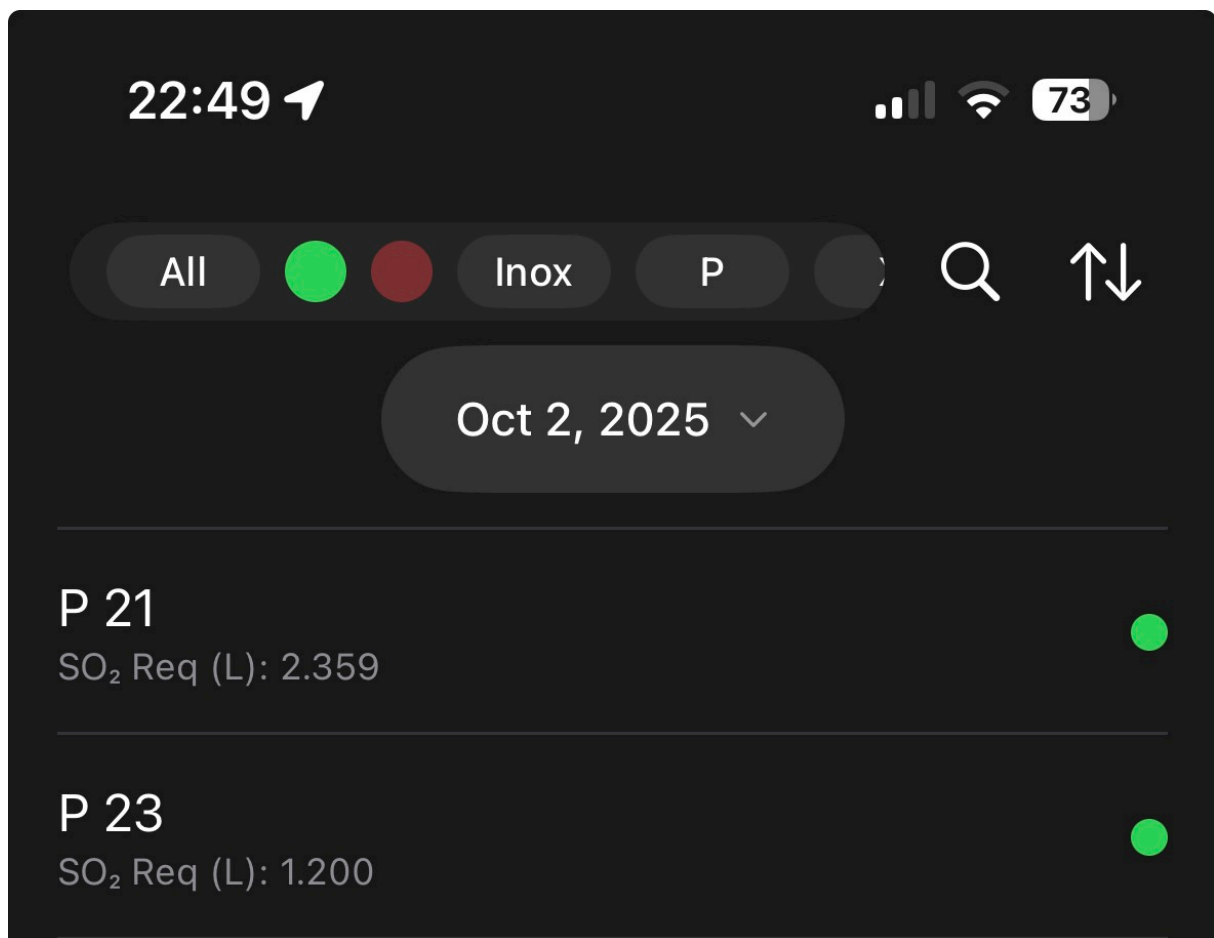 22:49 73
All Inox P
Oct 2, 2025
P 21
SO₂ Req (L): 2.359
P 23
SO₂ Req (L): 1.200